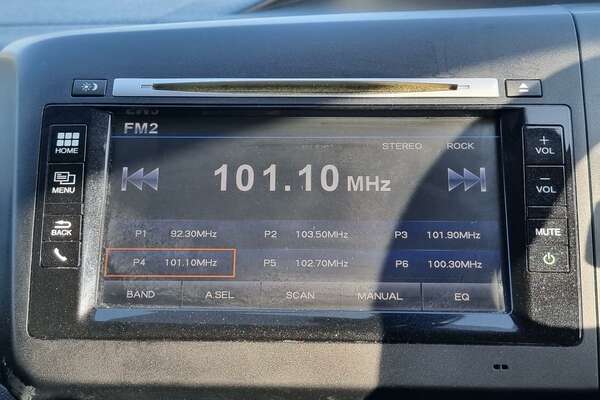 FM2
STEREO ROCK
101.10 MHz
P1 92.30MHz P2 103.50MHz P3 101.90MHz
P4 101.10MHz P5 102.70MHz P6 100.30MHz
BAND A.SEL SCAN MANUAL EQ
HOME
MENU
BACK
+
VOL
−
VOL
MUTE